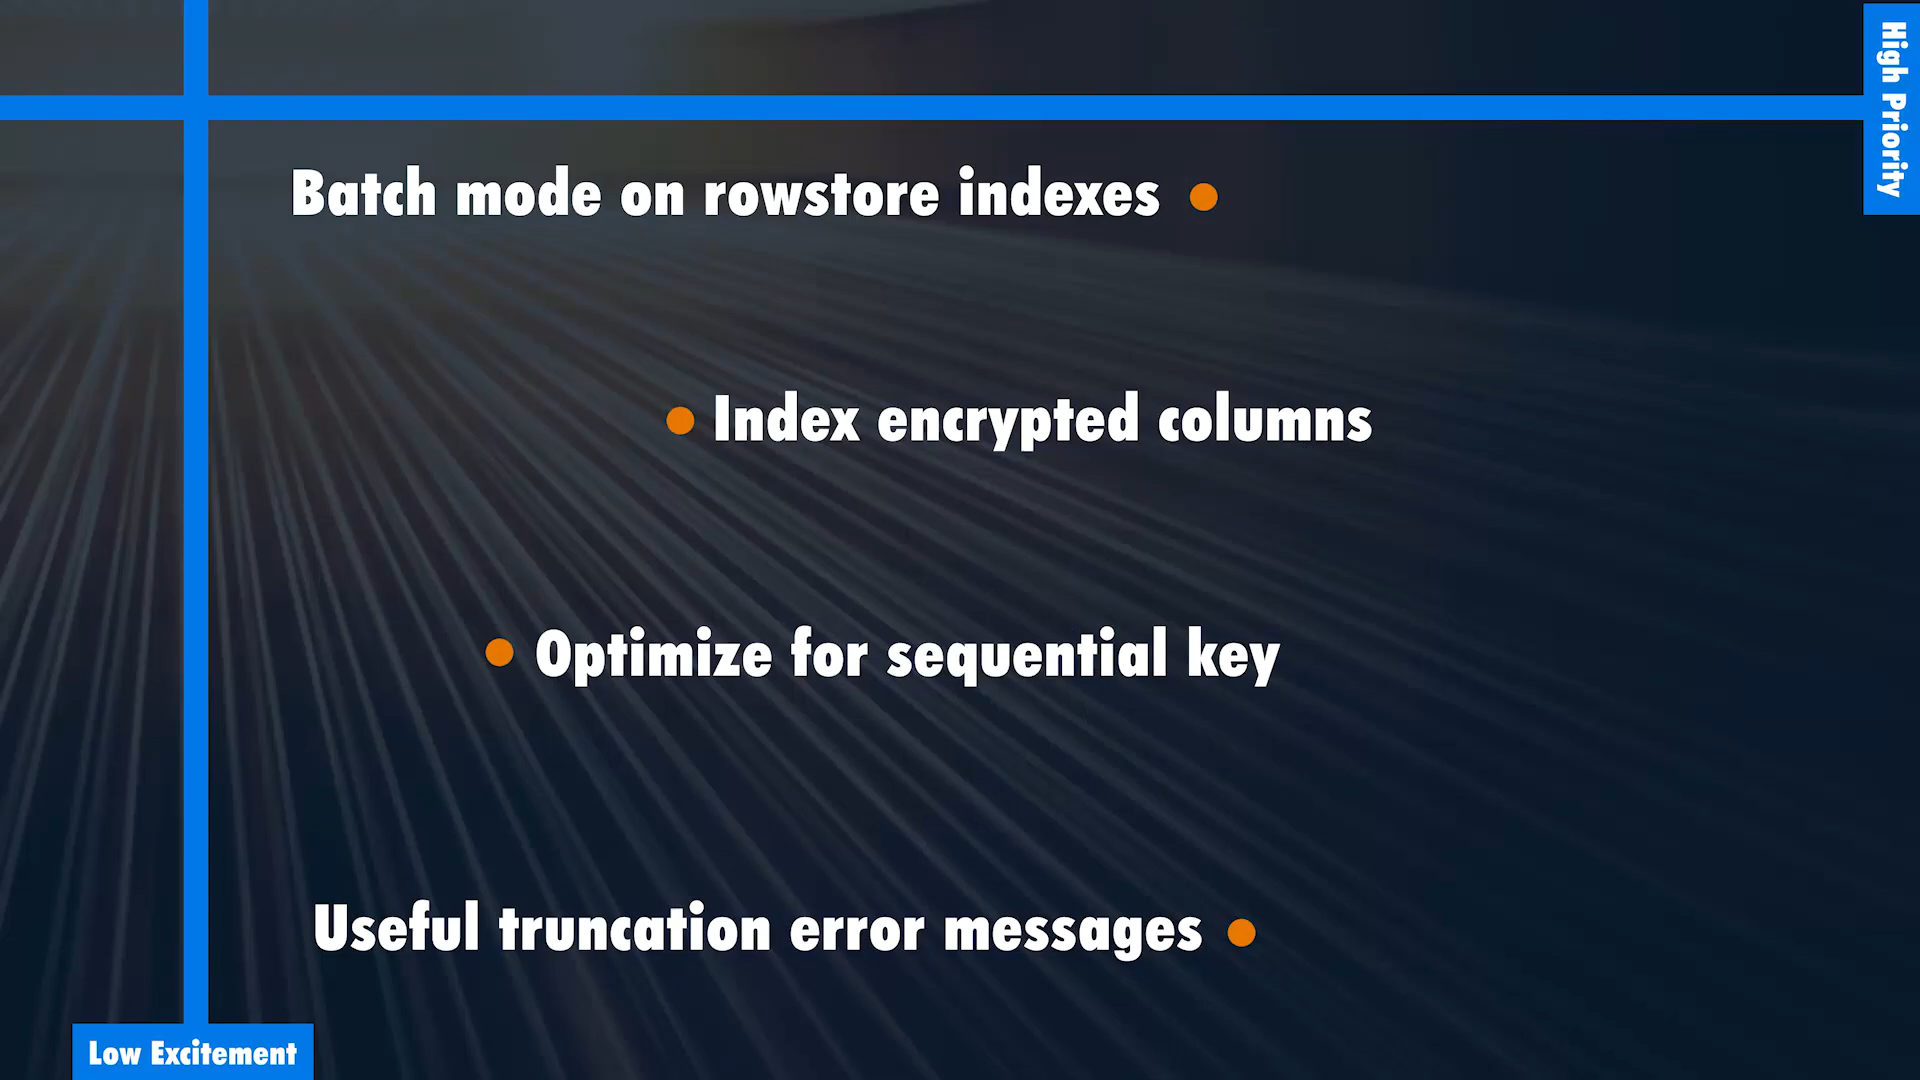 High Priority
Batch mode on rowstore indexes
Index encrypted columns
Optimize for sequential key
Useful truncation error messages
Low Excitement